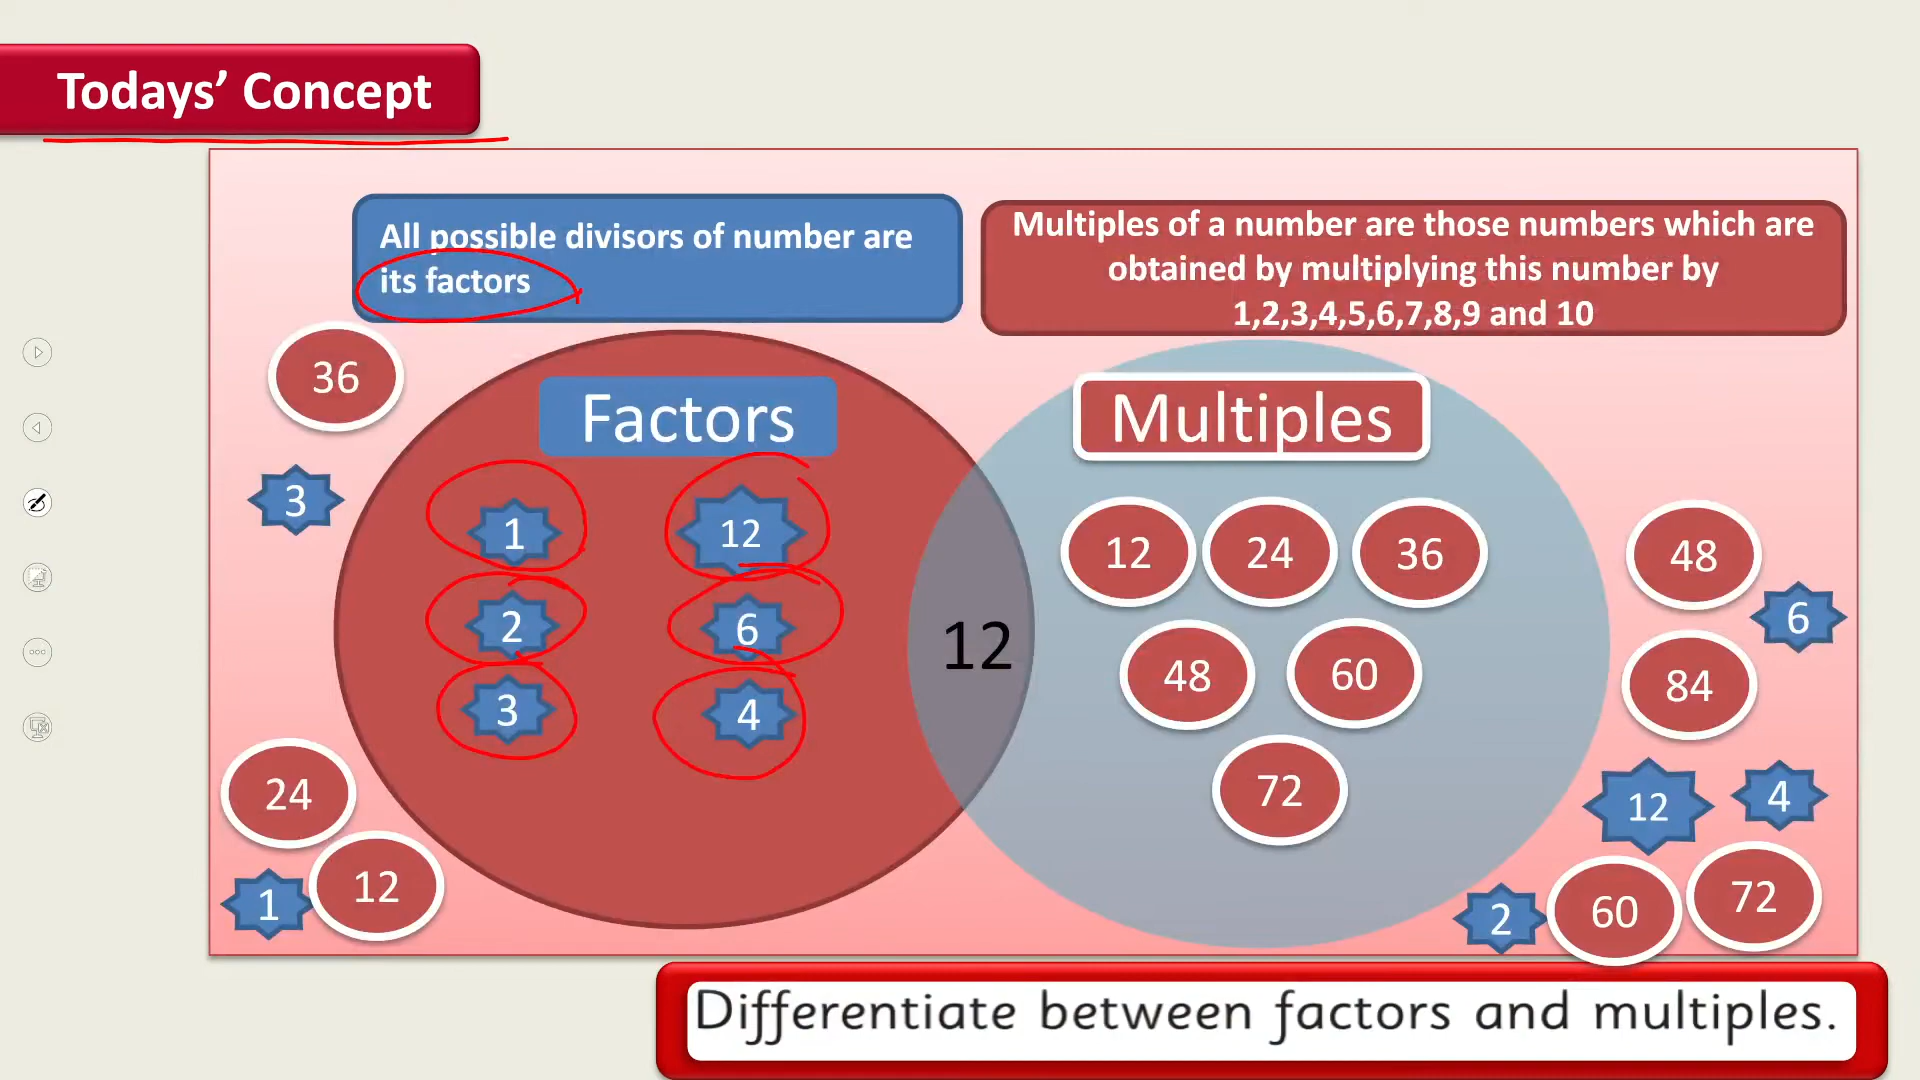 Todays’ Concept
All possible divisors of number are
its factors
Multiples of a number are those numbers which are
obtained by multiplying this number by
1,2,3,4,5,6,7,8,9 and 10
36
3
Factors
1
12
2
6
3
4
12
Multiples
12 24 36
48 60
72
48
6
84
12
4
2
60
72
24
12
1
Differentiate between factors and multiples.